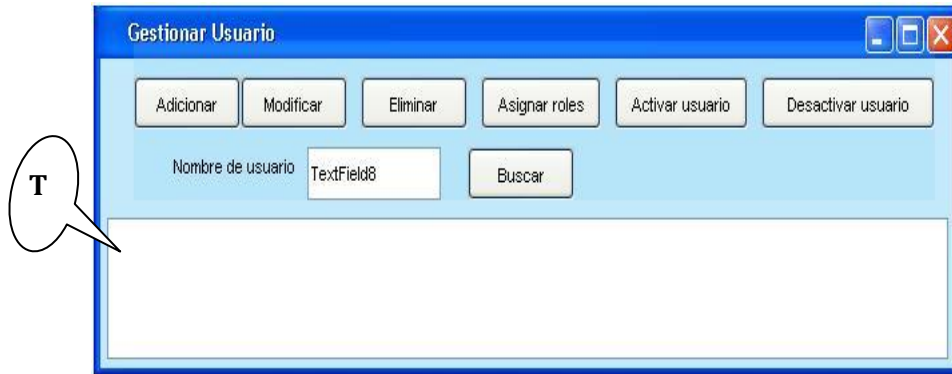 Gestionar Usuario
Adicionar Modificar Eliminar Asignar roles Activar usuario Desactivar usuario
Nombre de usuario TextField8 Buscar
T